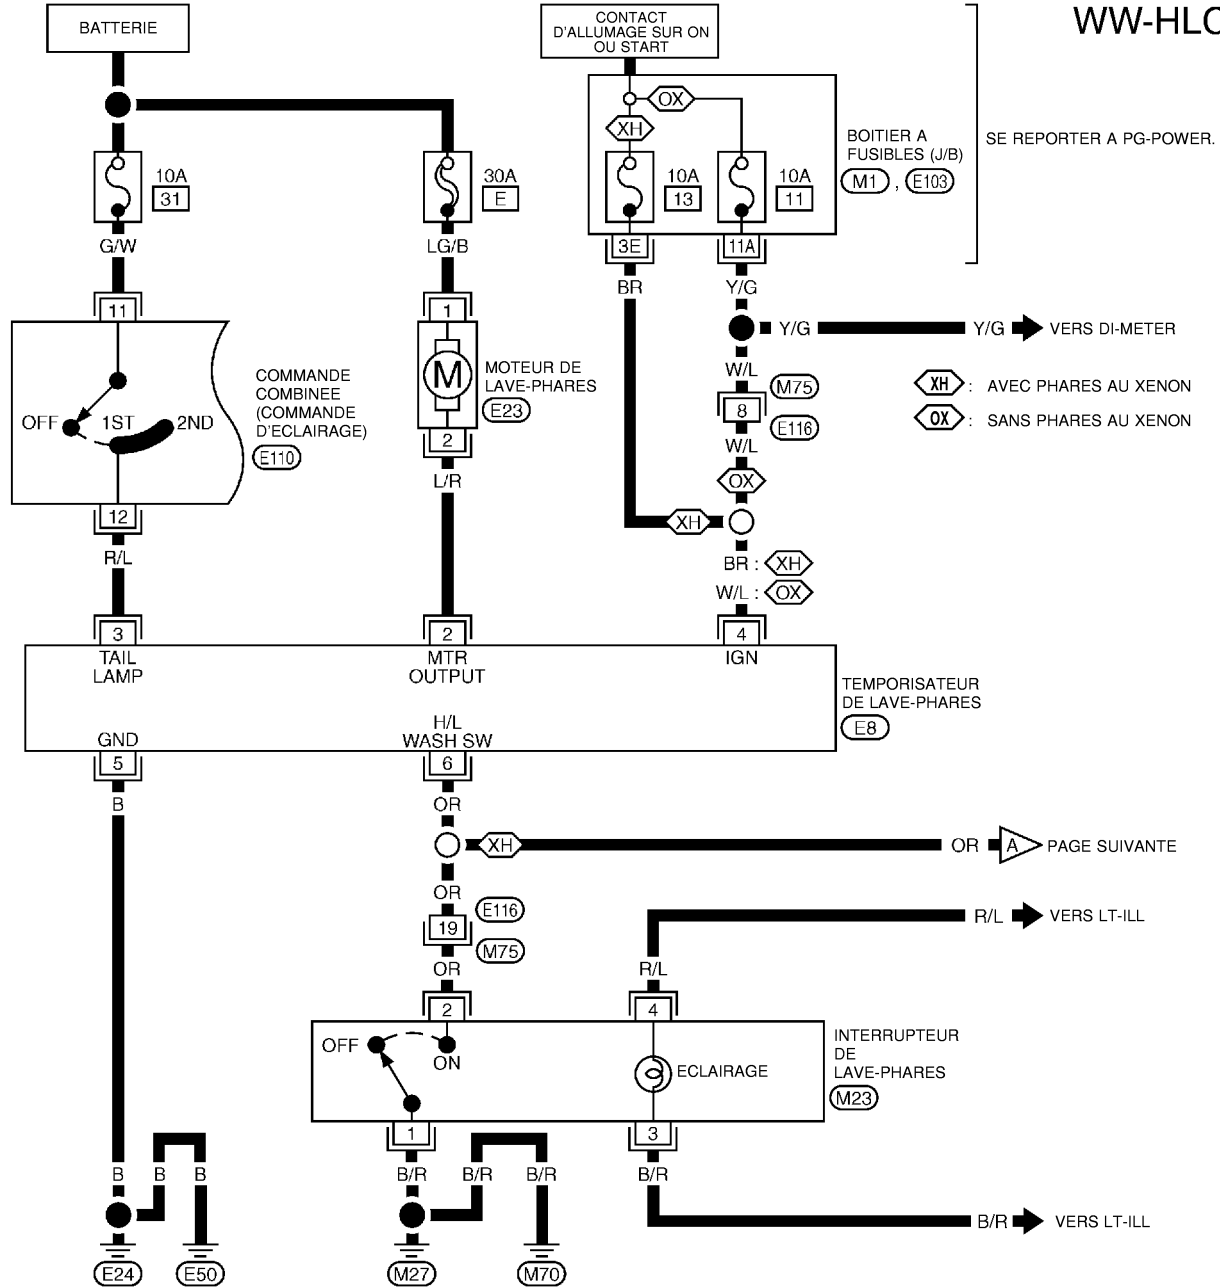 BATTERIE
CONTACT
D'ALLUMAGE SUR ON
OU START
WW-HLC
OX
XH
BOITIER A
FUSIBLES (J/B)
M1 , E103
SE REPORTER A PG-POWER.
10A
31
30A
E
10A
13
10A
11
G/W
LG/B
3E
11A
BR
Y/G
11
1
Y/G
Y/G
VERS DI-METER
COMMANDE
COMBINEE
(COMMANDE
D'ECLAIRAGE)
E110
OFF
1ST
2ND
M
MOTEUR DE
LAVE-PHARES
E23
W/L
M75
8
E116
W/L
XH : AVEC PHARES AU XENON
OX : SANS PHARES AU XENON
2
L/R
OX
12
XH
R/L
BR : XH
W/L : OX
3
2
4
TAIL
LAMP
MTR
OUTPUT
IGN
TEMPORISATEUR
DE LAVE-PHARES
E8
GND
H/L
WASH SW
5
6
B
OR
XH
OR
A
PAGE SUIVANTE
OR
E116
19
M75
OR
R/L
VERS LT-ILL
R/L
2
4
OFF
ON
ECLAIRAGE
INTERRUPTEUR
DE
LAVE-PHARES
M23
1
3
B
B
B
B/R
B/R
B/R
B/R
B/R
VERS LT-ILL
E24
E50
M27
M70